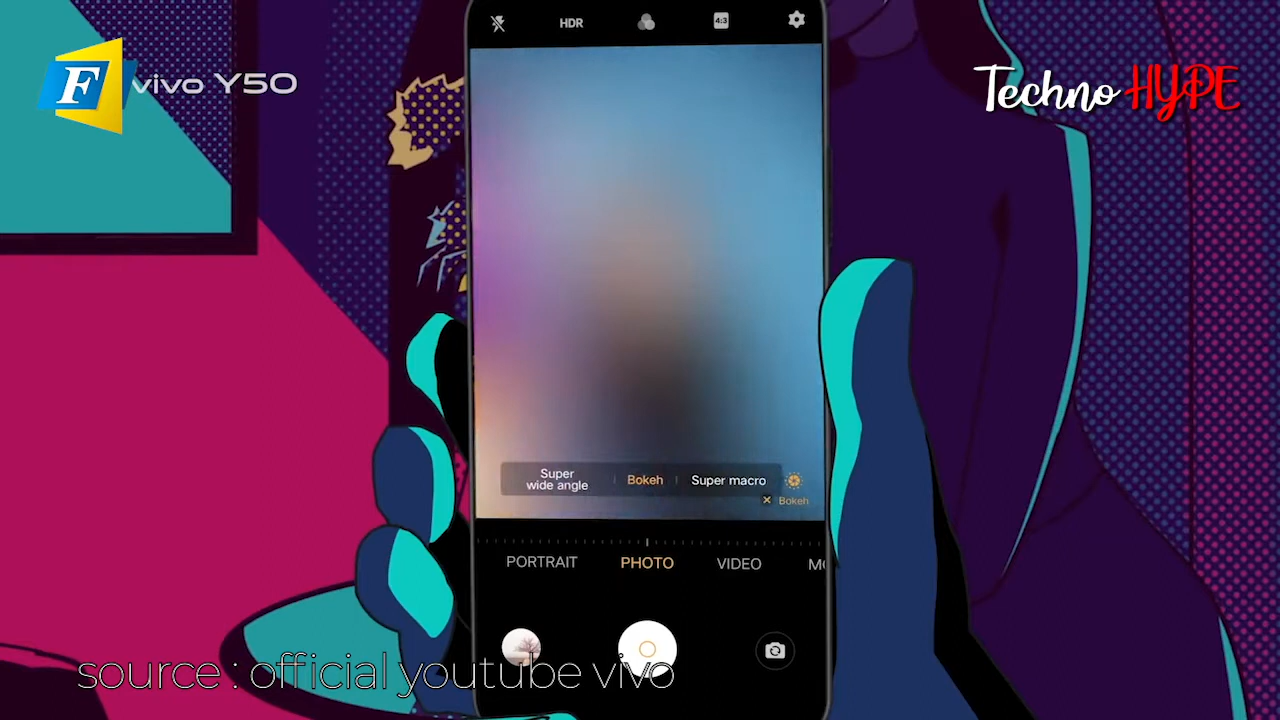 HDR
4:3
F
vivo Y50
Techno HYPE
Super
wide angle
Bokeh
Super macro
× Bokeh
PORTRAIT
PHOTO
VIDEO
source : official youtube vivo